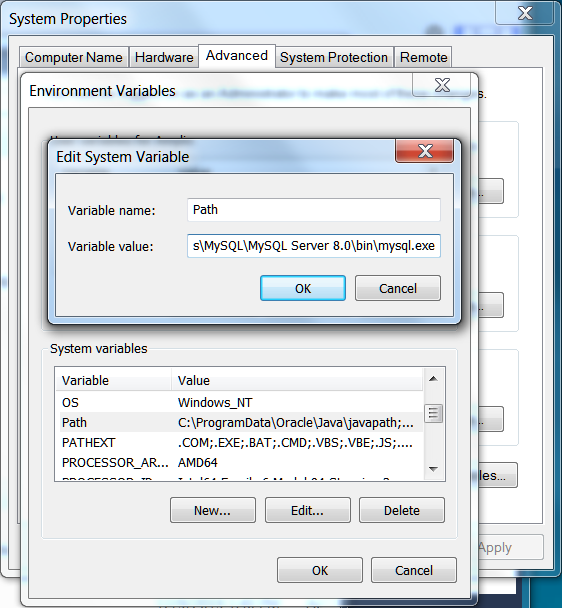 System Properties
Computer Name Hardware Advanced System Protection Remote
Environment Variables
Edit System Variable
Variable name: Path
Variable value: s\MySQL\MySQL Server 8.0\bin\mysql.exe
OK Cancel
System variables
Variable Value
OS Windows_NT
Path C:\ProgramData\Oracle\Java\javapath;...
PATHEXT .COM;.EXE;.BAT;.CMD;.VBS;.VBE;.JS;....
PROCESSOR_AR... AMD64
New... Edit... Delete
OK Cancel
Apply